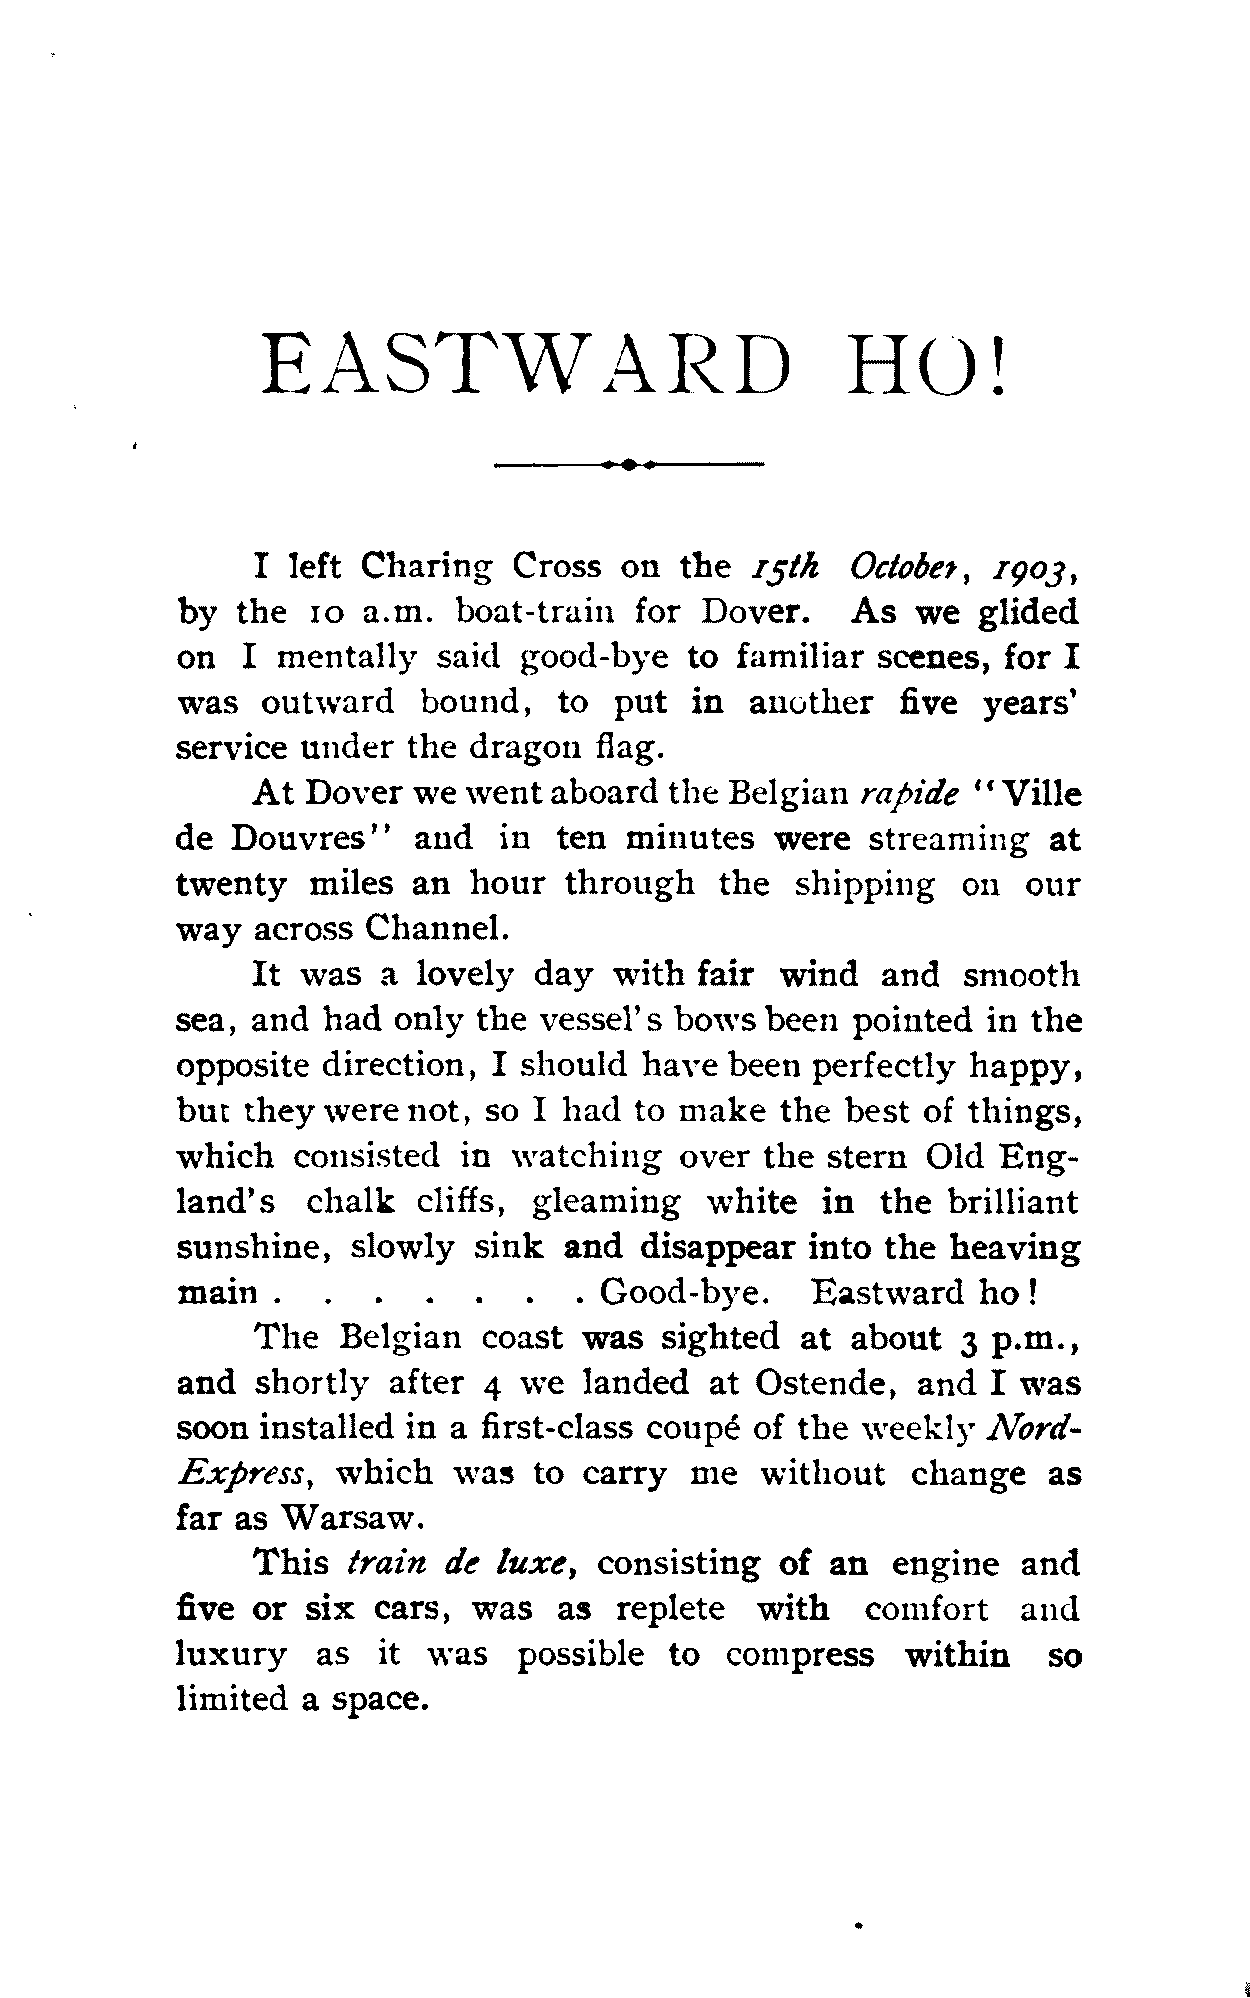 EASTWARD HO!
I left Charing Cross on the 15th October, 1903,
by the 10 a.m. boat-train for Dover. As we glided
on I mentally said good-bye to familiar scenes, for I
was outward bound, to put in another five years'
service under the dragon flag.
At Dover we went aboard the Belgian rapide "Ville
de Douvres" and in ten minutes were streaming at
twenty miles an hour through the shipping on our
way across Channel.
It was a lovely day with fair wind and smooth
sea, and had only the vessel's bows been pointed in the
opposite direction, I should have been perfectly happy,
but they were not, so I had to make the best of things,
which consisted in watching over the stern Old Eng-
land's chalk cliffs, gleaming white in the brilliant
sunshine, slowly sink and disappear into the heaving
main . . . . . . . Good-bye. Eastward ho!
The Belgian coast was sighted at about 3 p.m.,
and shortly after 4 we landed at Ostende, and I was
soon installed in a first-class coupé of the weekly Nord-
Express, which was to carry me without change as
far as Warsaw.
This train de luxe, consisting of an engine and
five or six cars, was as replete with comfort and
luxury as it was possible to compress within so
limited a space.